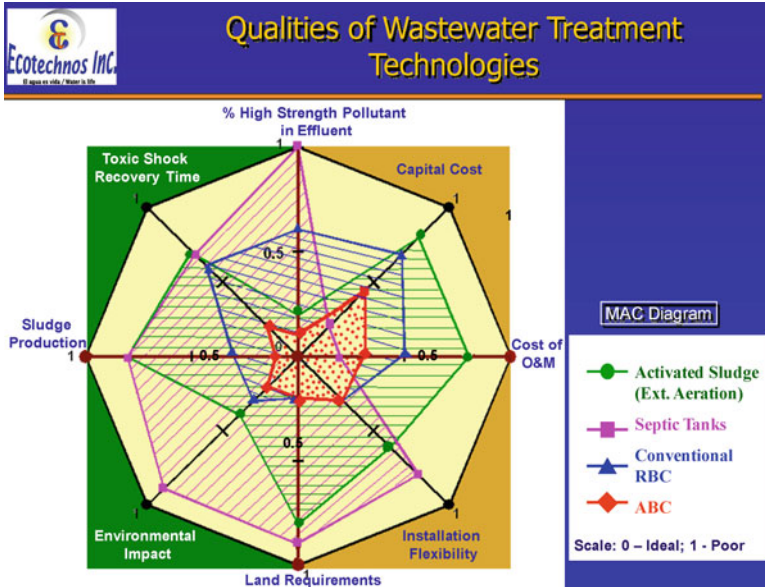 Ecotechnos INC.
El agua es vida / Water is life
Qualities of Wastewater Treatment
Technologies
% High Strength Pollutant
in Effluent
1
Toxic Shock
Recovery Time
Capital Cost
1
1
1
0.5
Sludge
Production
1
0.5
0
0.5
Cost of
O&M
0.5
1
1
Environmental
Impact
Installation
Flexibility
1
Land Requirements
MAC Diagram
Activated Sludge
(Ext. Aeration)
Septic Tanks
Conventional
RBC
ABC
Scale: 0 – Ideal; 1 - Poor